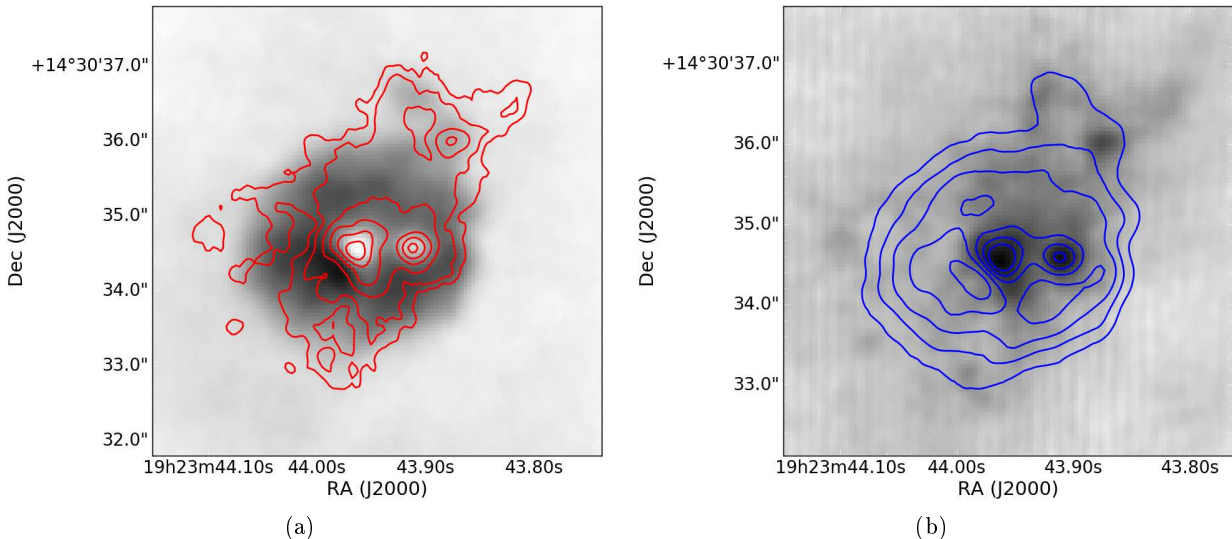 +14°30'37.0"
36.0"
35.0"
34.0"
33.0"
32.0"
Dec (J2000)
19h23m44.10s 44.00s 43.90s 43.80s
RA (J2000)
(a)
+14°30'37.0"
36.0"
35.0"
34.0"
33.0"
Dec (J2000)
19h23m44.10s 44.00s 43.90s 43.80s
RA (J2000)
(b)